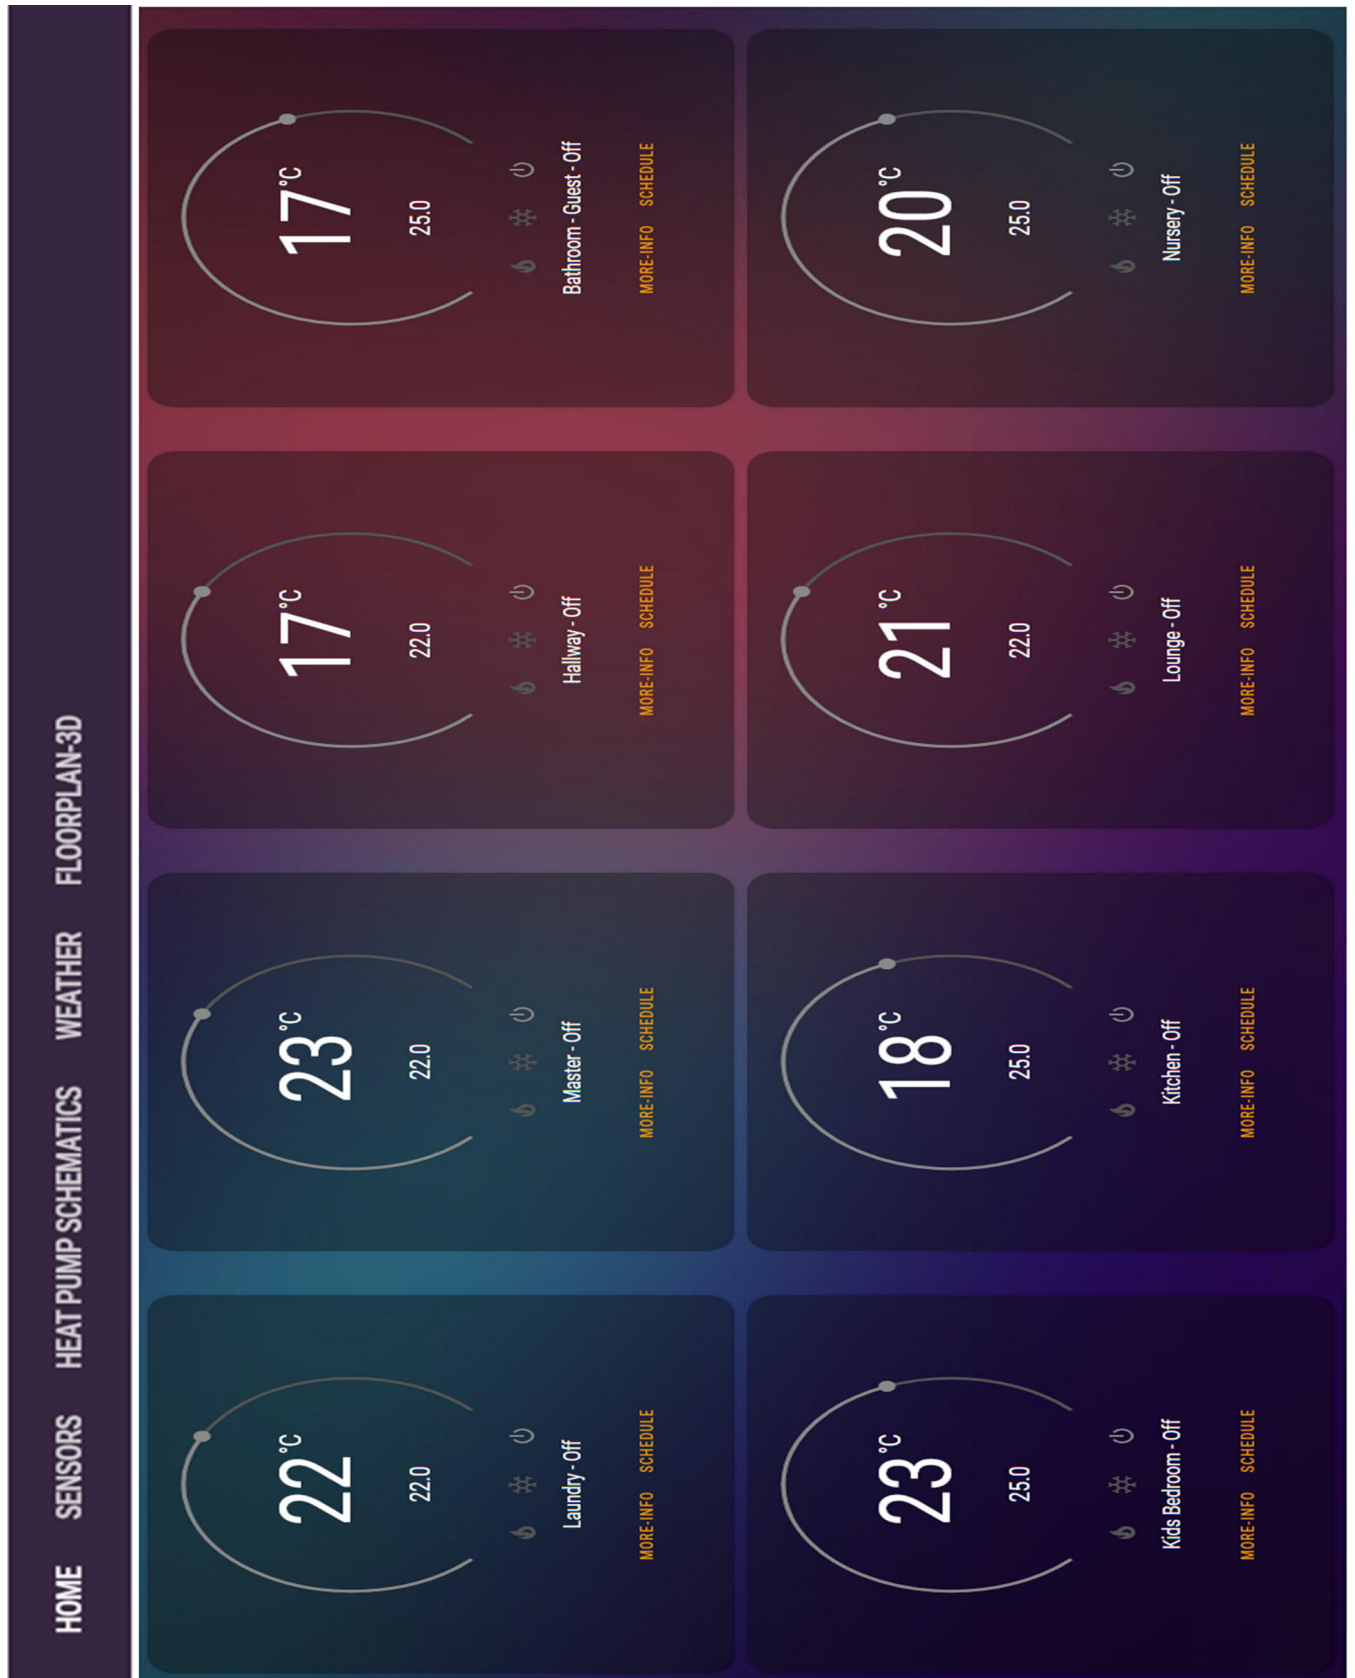 HOME SENSORS HEAT PUMP SCHEMATICS WEATHER FLOORPLAN-3D
22°C
22.0
Laundry - Off
MORE-INFO SCHEDULE
23°C
22.0
Master - Off
MORE-INFO SCHEDULE
17°C
22.0
Hallway - Off
MORE-INFO SCHEDULE
17°C
25.0
Bathroom - Guest - Off
MORE-INFO SCHEDULE
23°C
25.0
Kids Bedroom - Off
MORE-INFO SCHEDULE
18°C
25.0
Kitchen - Off
MORE-INFO SCHEDULE
21°C
22.0
Lounge - Off
MORE-INFO SCHEDULE
20°C
25.0
Nursery - Off
MORE-INFO SCHEDULE